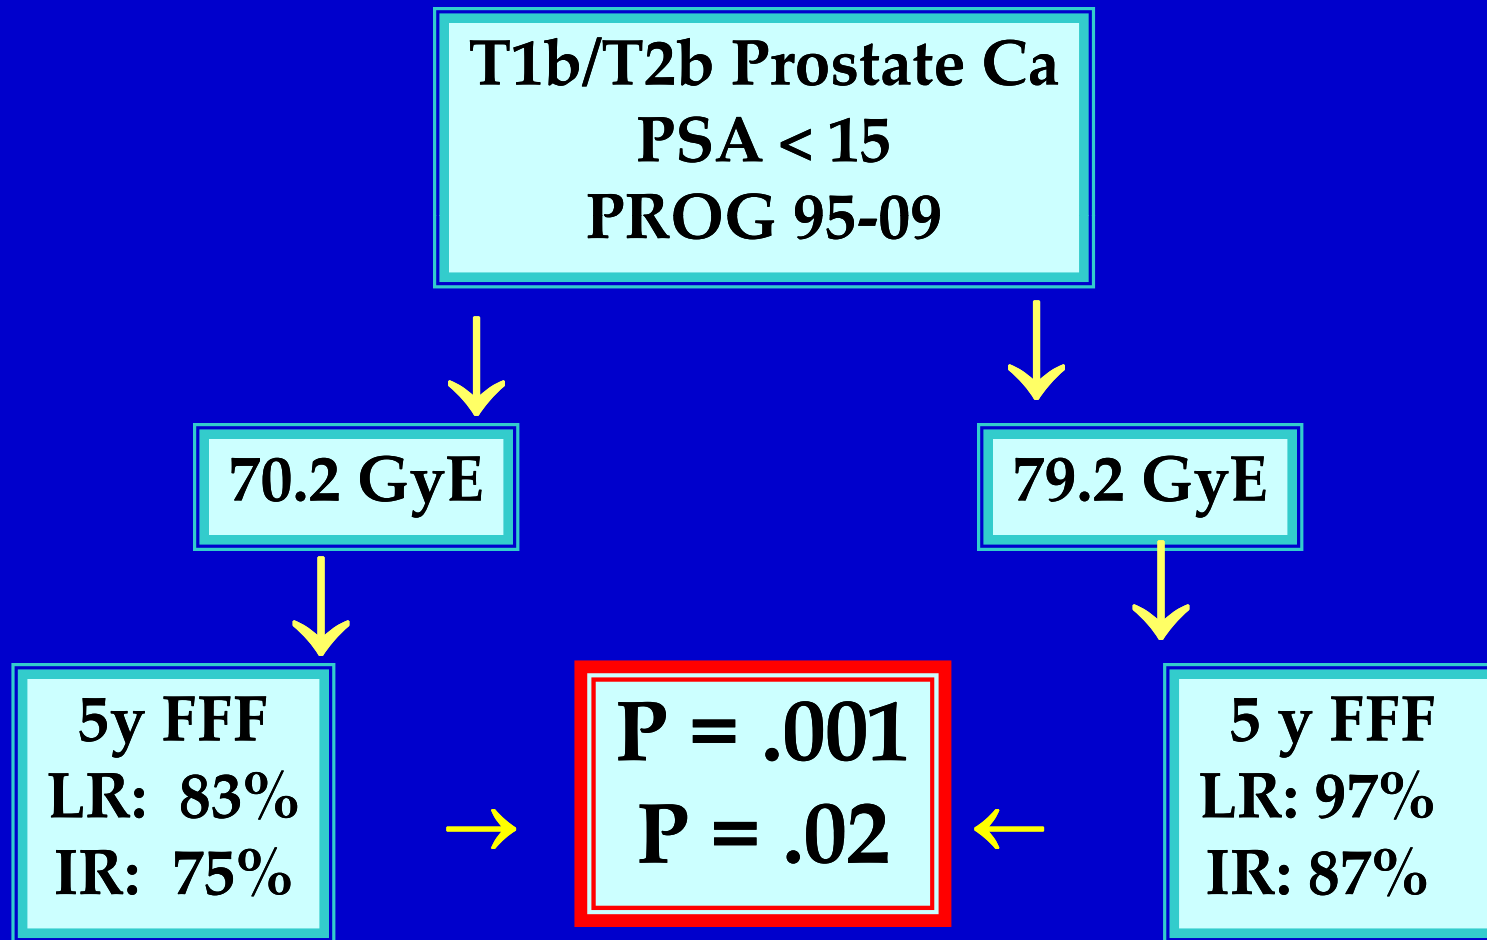 T1b/T2b Prostate Ca
PSA < 15
PROG 95-09
70.2 GyE
79.2 GyE
5y FFF
LR: 83%
IR: 75%
P = .001
P = .02
5 y FFF
LR: 97%
IR: 87%